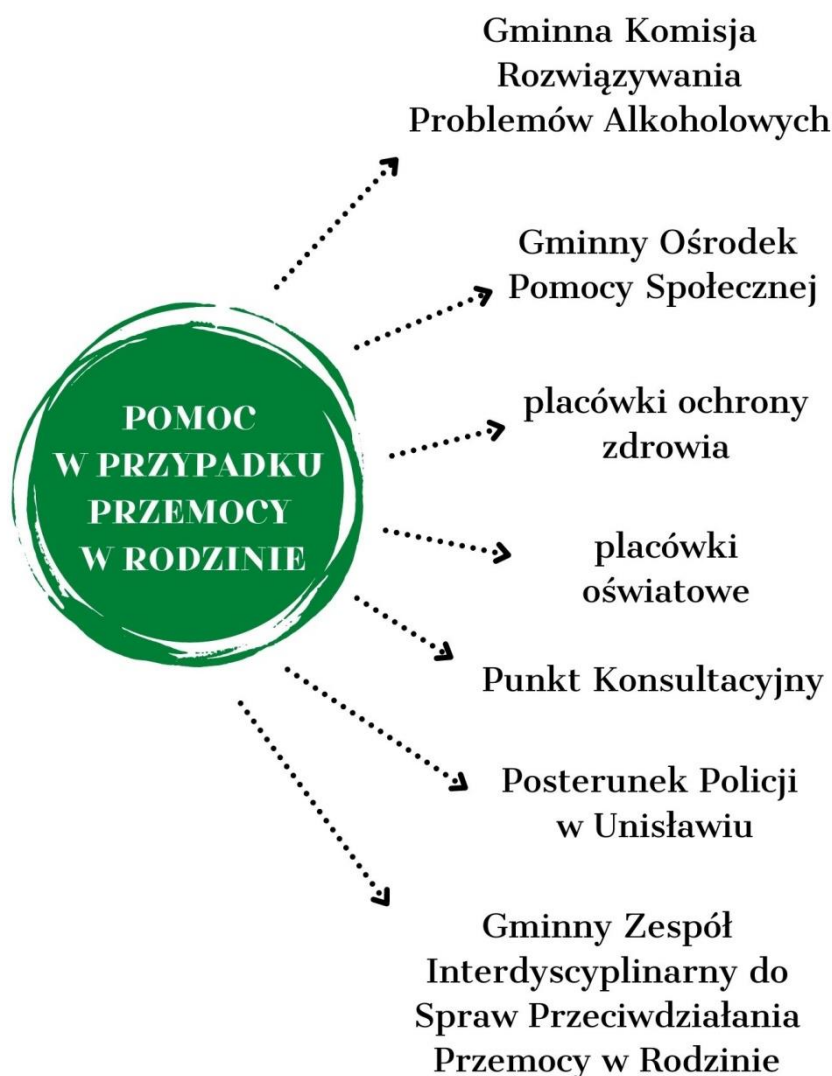 Gminna Komisja
Rozwiązywania
Problemów Alkoholowych
Gminny Ośrodek
Pomocy Społecznej
POMOC
W PRZYPADKU
PRZEMOCY
W RODZINIE
placówki ochrony
zdrowia
placówki
oświatowe
Punkt Konsultacyjny
Posterunek Policji
w Unisławiu
Gminny Zespół
Interdyscyplinarny do
Spraw Przeciwdziałania
Przemocy w Rodzinie